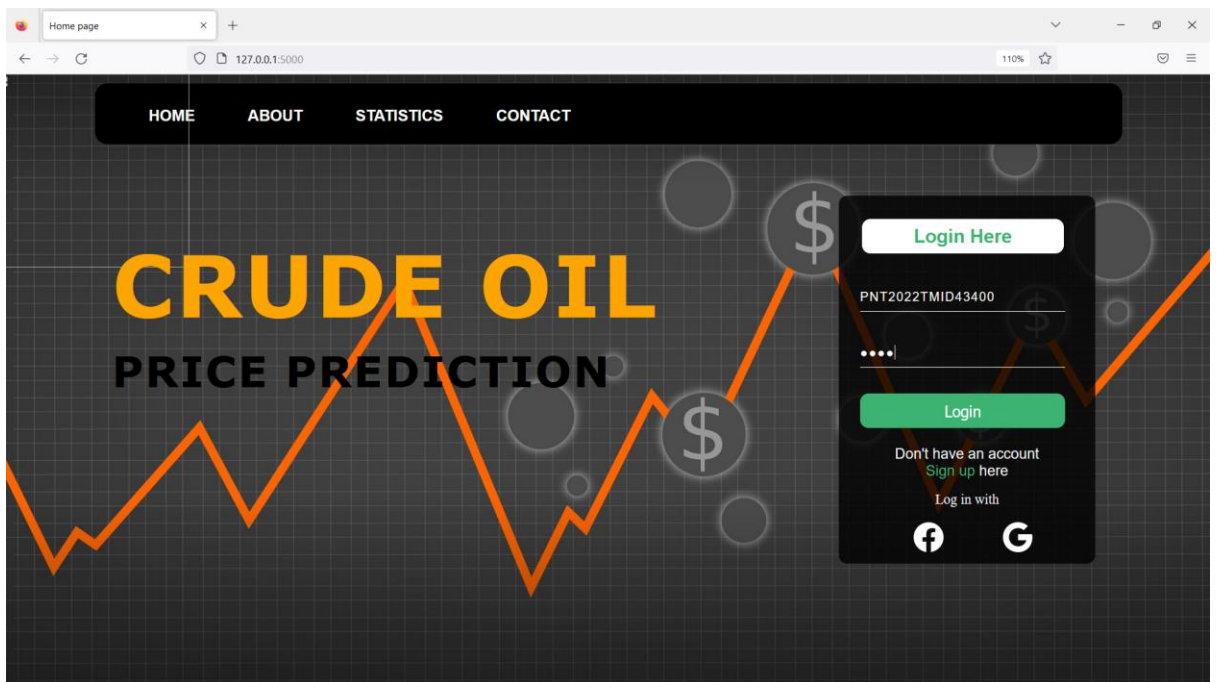 Home page
127.0.0.1:5000
110%
HOME ABOUT STATISTICS CONTACT
CRUDE OIL
PRICE PREDICTION
$
$
$
Login Here
PNT2022TMID43400
••••
Login
Don't have an account
Sign up here
Log in with